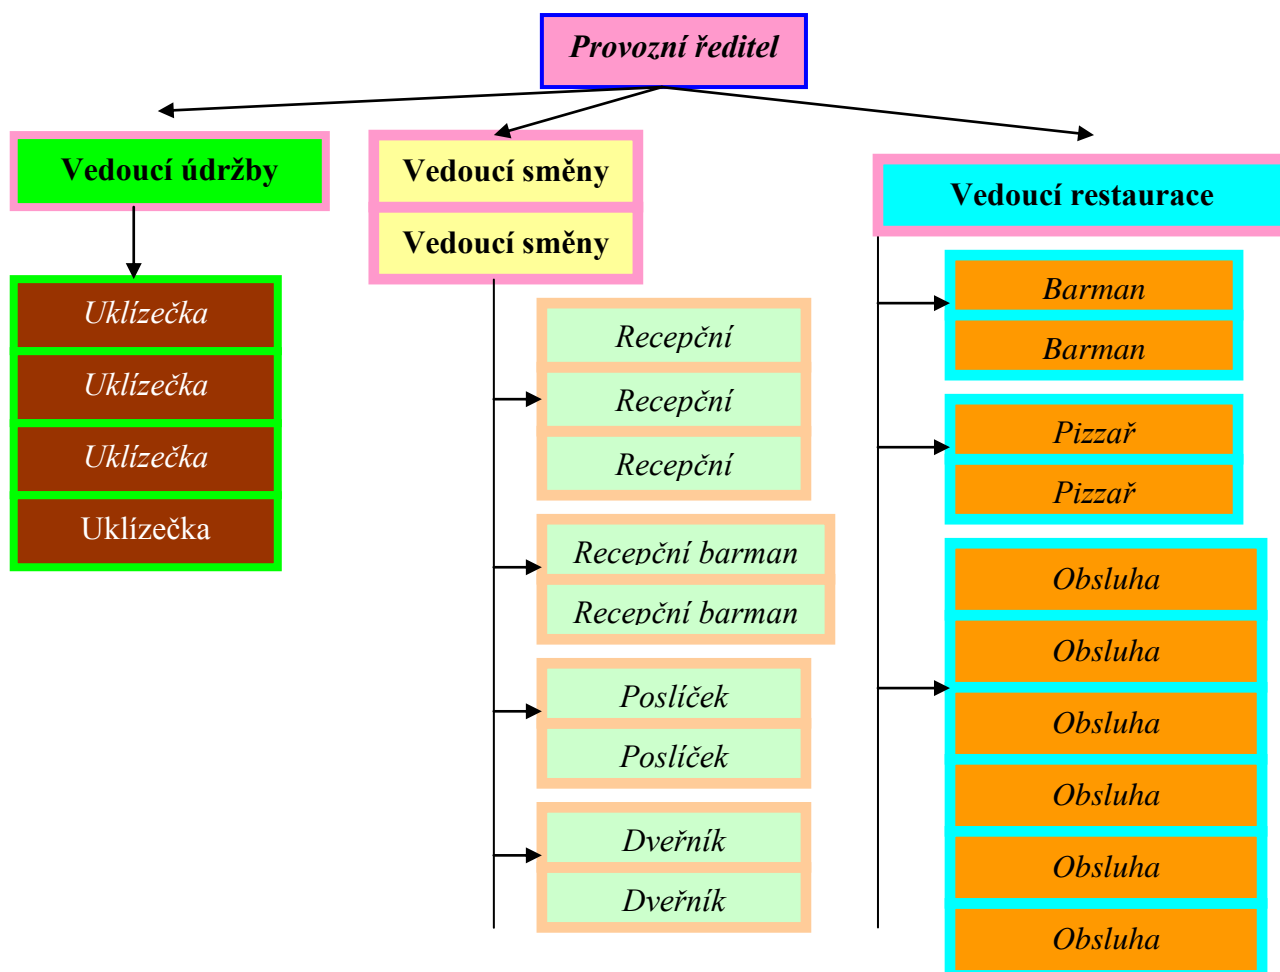 Provozní ředitel
Vedoucí údržby
Uklízečka
Uklízečka
Uklízečka
Uklízečka
Vedoucí směny
Vedoucí směny
Recepční
Recepční
Recepční
Recepční barman
Recepční barman
Poslíček
Poslíček
Dveřník
Dveřník
Vedoucí restaurace
Barman
Barman
Pizzař
Pizzař
Obsluha
Obsluha
Obsluha
Obsluha
Obsluha
Obsluha